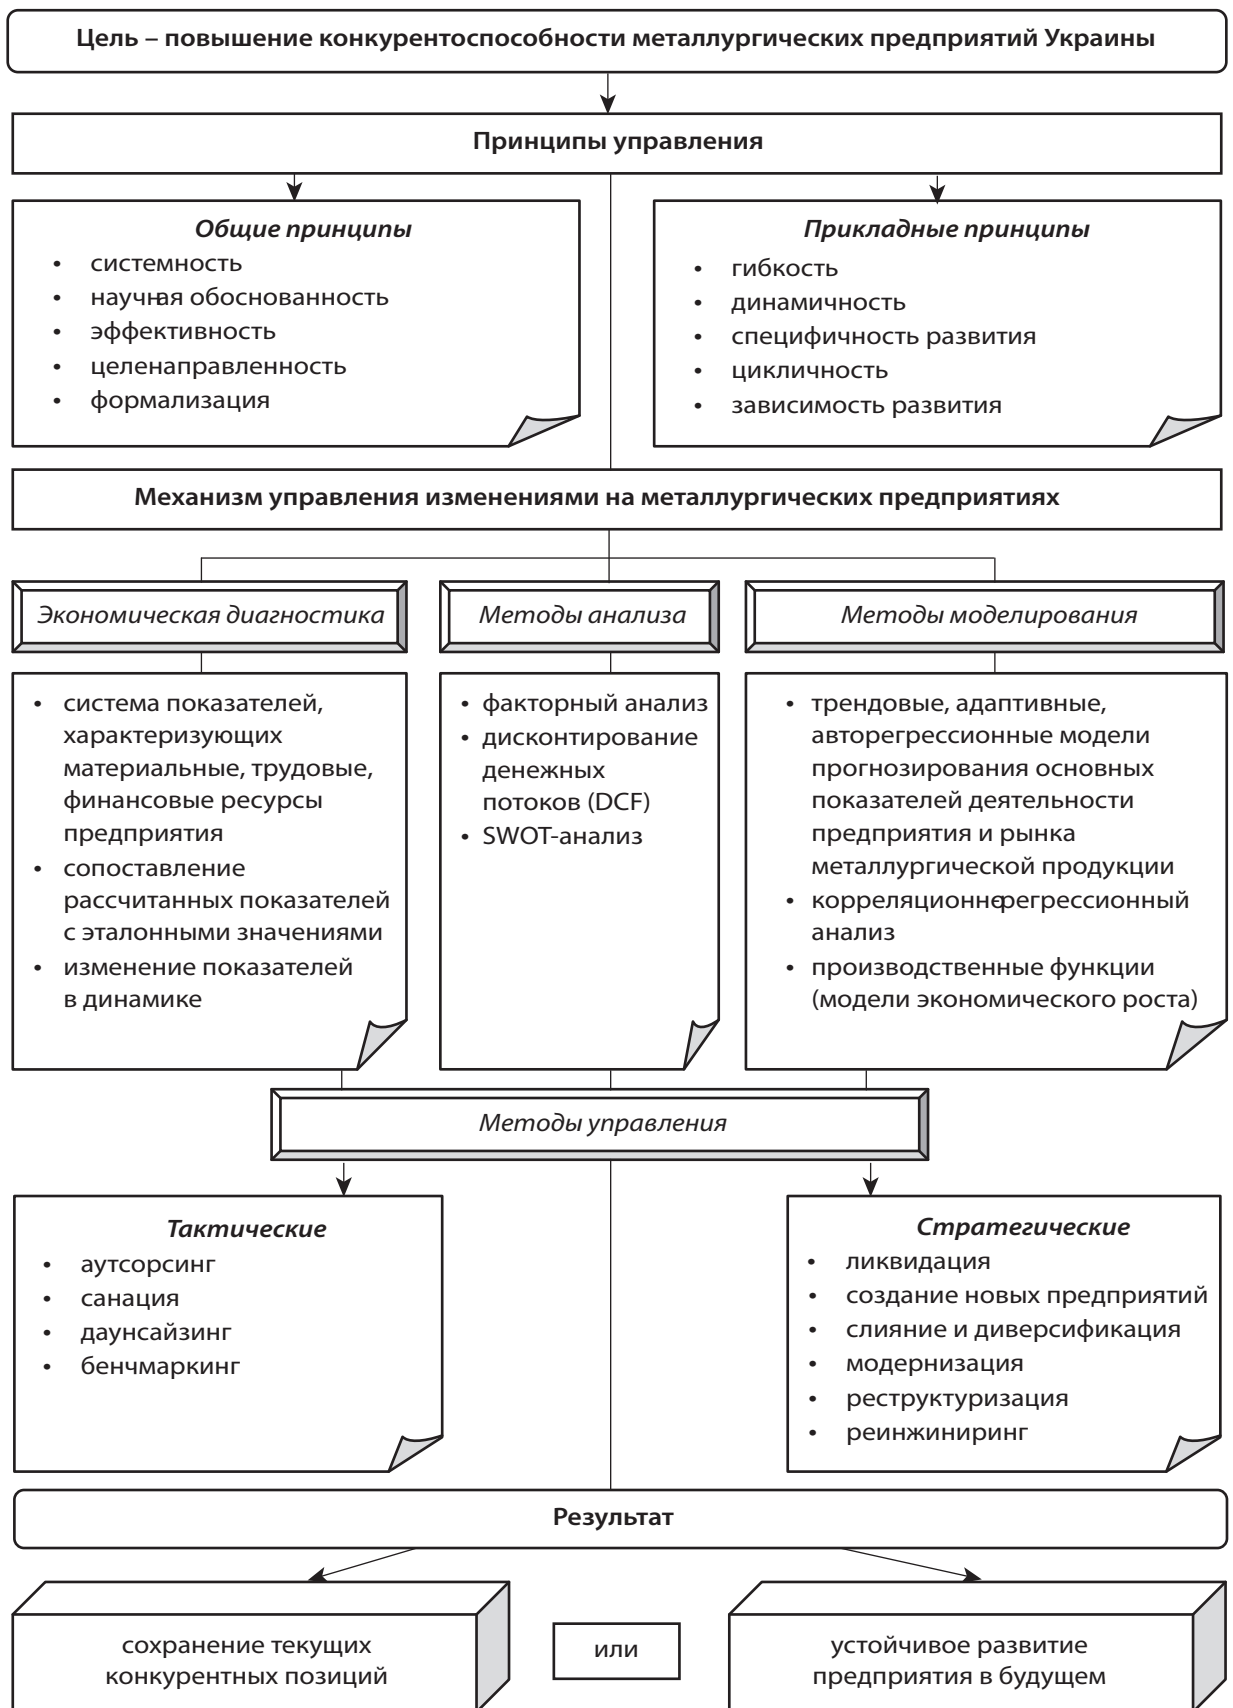 Цель – повышение конкурентоспособности металлургических предприятий Украины
Принципы управления
Общие принципы
• системность
• научная обоснованность
• эффективность
• целенаправленность
• формализация
Прикладные принципы
• гибкость
• динамичность
• специфичность развития
• цикличность
• зависимость развития
Механизм управления изменениями на металлургических предприятиях
Экономическая диагностика
• система показателей,
характеризующих
материальные, трудовые,
финансовые ресурсы
предприятия
• сопоставление
рассчитанных показателей
с эталонными значениями
• изменение показателей
в динамике
Методы анализа
• факторный анализ
• дисконтирование
денежных
потоков (DCF)
• SWOT-анализ
Методы моделирования
• трендовые, адаптивные,
авторегрессионные модели
прогнозирования основных
показателей деятельности
предприятия и рынка
металлургической продукции
• корреляционно-регрессионный
анализ
• производственные функции
(модели экономического роста)
Методы управления
Тактические
• аутсорсинг
• санация
• даунсайзинг
• бенчмаркинг
Стратегические
• ликвидация
• создание новых предприятий
• слияние и диверсификация
• модернизация
• реструктуризация
• реинжиниринг
Результат
сохранение текущих
конкурентных позиций
или
устойчивое развитие
предприятия в будущем